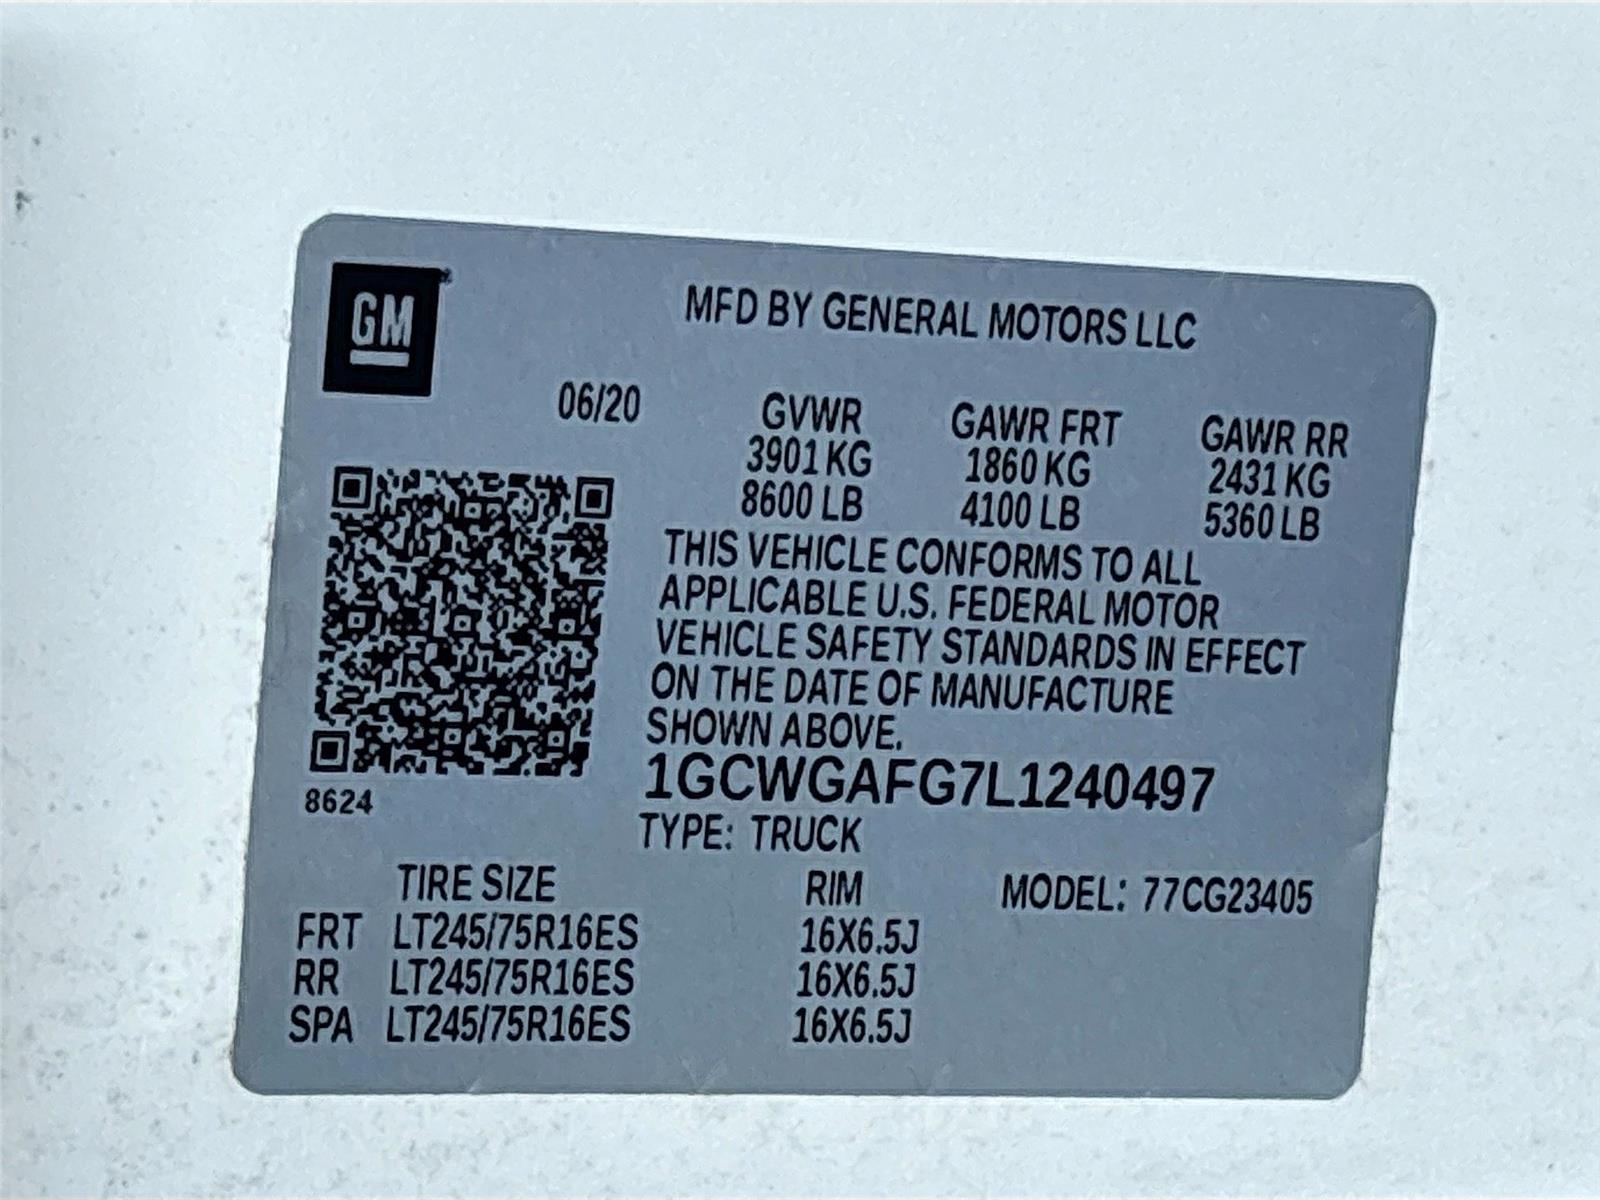 GM
MFD BY GENERAL MOTORS LLC
06/20
GVWR GAWR FRT GAWR RR
3901 KG 1860 KG 2431 KG
8600 LB 4100 LB 5360 LB
THIS VEHICLE CONFORMS TO ALL
APPLICABLE U.S. FEDERAL MOTOR
VEHICLE SAFETY STANDARDS IN EFFECT
ON THE DATE OF MANUFACTURE
SHOWN ABOVE.
1GCWGAFG7L1240497
8624
TYPE: TRUCK
TIRE SIZE RIM MODEL: 77CG23405
FRT LT245/75R16ES 16X6.5J
RR LT245/75R16ES 16X6.5J
SPA LT245/75R16ES 16X6.5J